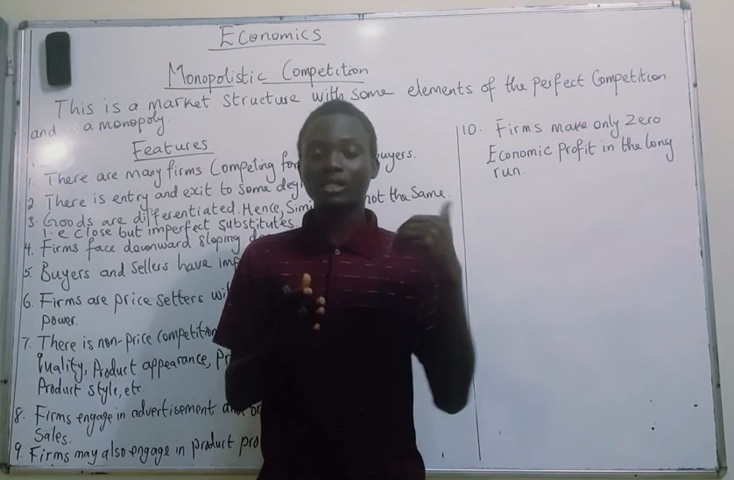 Economics
Monopolistic Competition
This is a market structure with some elements of the Perfect Competition
and a monopoly.
Features
1. There are many firms Competing for buyers.
2. There is entry and exit to some
3. Goods are differentiated. Hence, not the Same.
i.e close but imperfect substitutes
4. Firms face downward sloping
5. Buyers and Sellers have
6. Firms are price setters
power.
7. There is non-price competition
Quality, Product appearance,
Product style, etc.
8. Firms engage in advertisement
Sales.
9. Firms may also engage in product
10. Firms make only Zero
Economic Profit in the long
run.